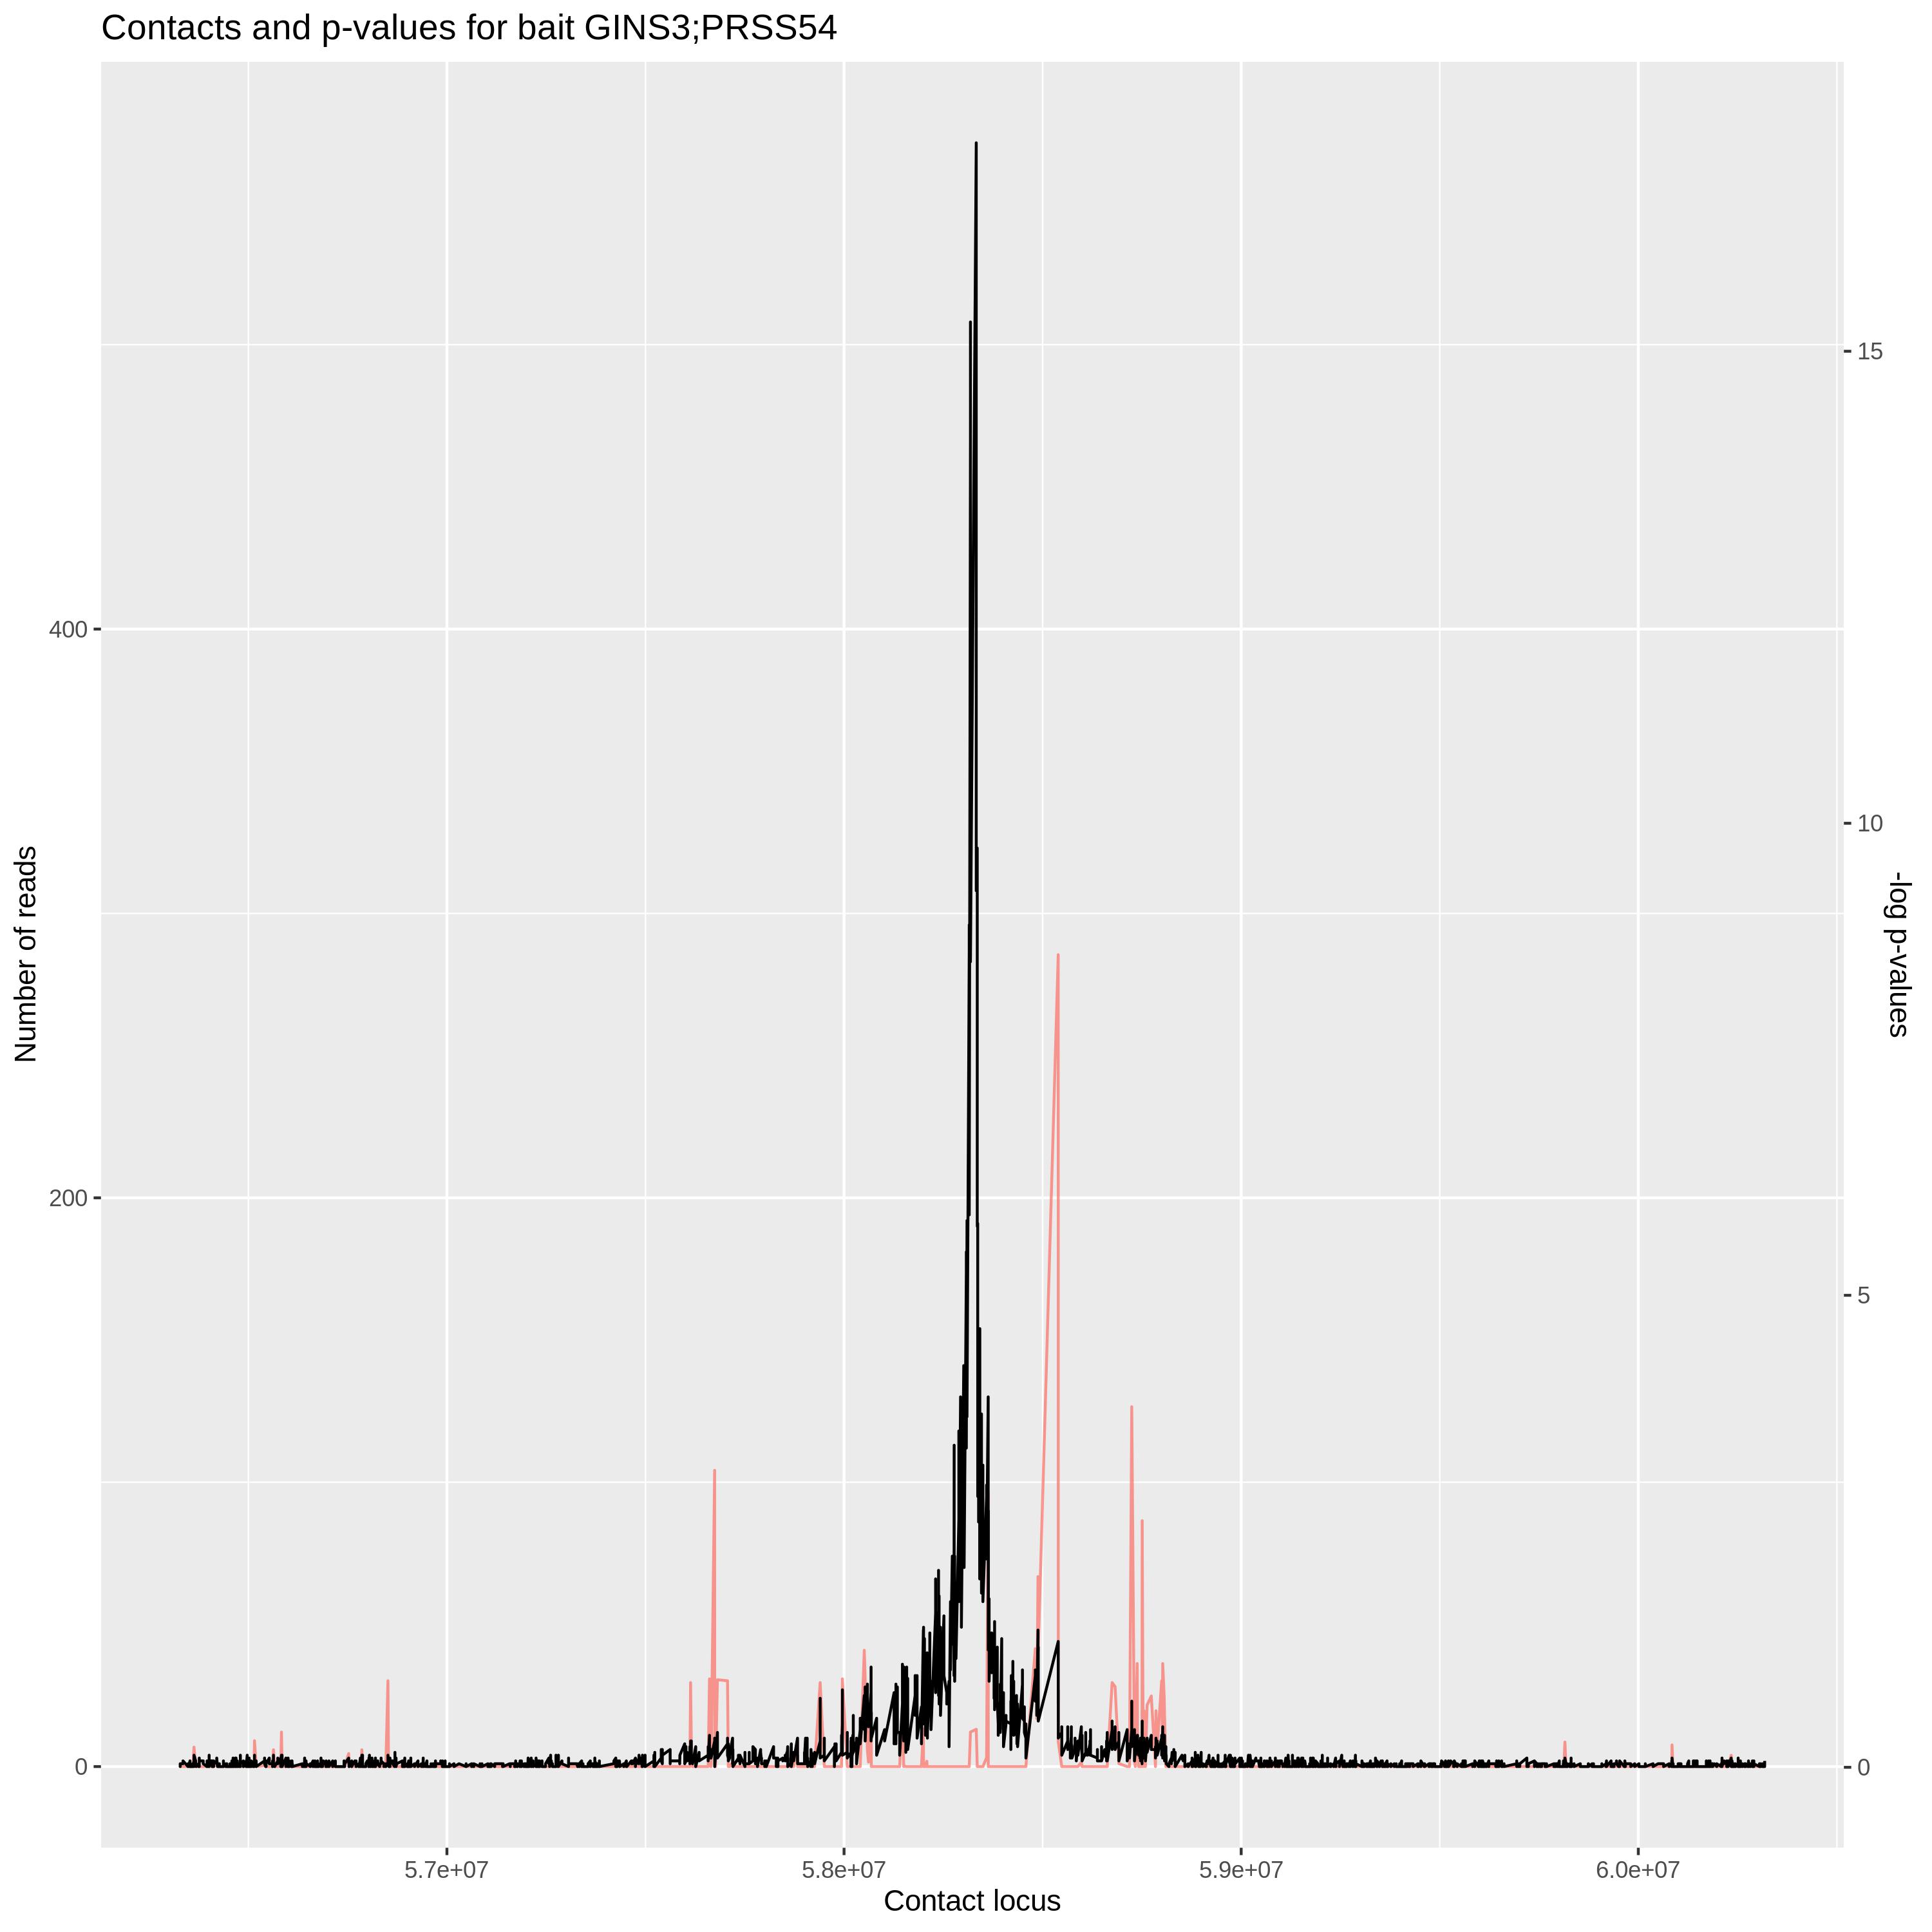 Contacts and p-values for bait GINS3;PRSS54
Number of reads
400
200
0
15
10
5
0
-log p-values
5.7e+07
5.8e+07
5.9e+07
6.0e+07
Contact locus